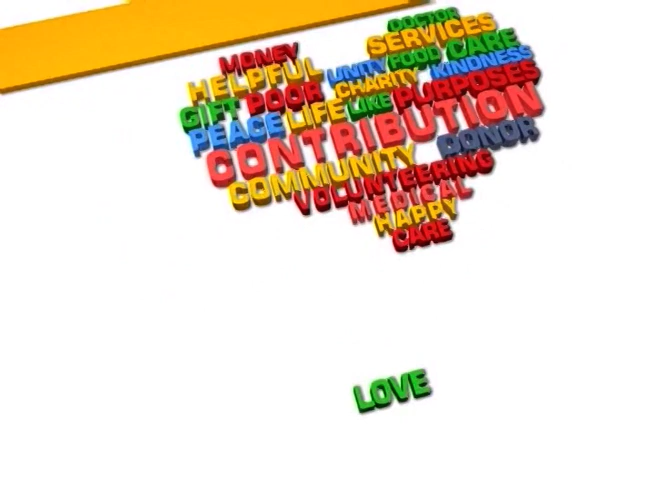 DOCTOR
SERVICES
MONEY
UNITY FOOD CARE
HELPFUL CHARITY KINDNESS
GIFT POOR LIFE LIKE PURPOSES
PEACE CONTRIBUTION
COMMUNITY DONOR
VOLUNTEERING
MEDICAL
HAPPY
CARE
LOVE